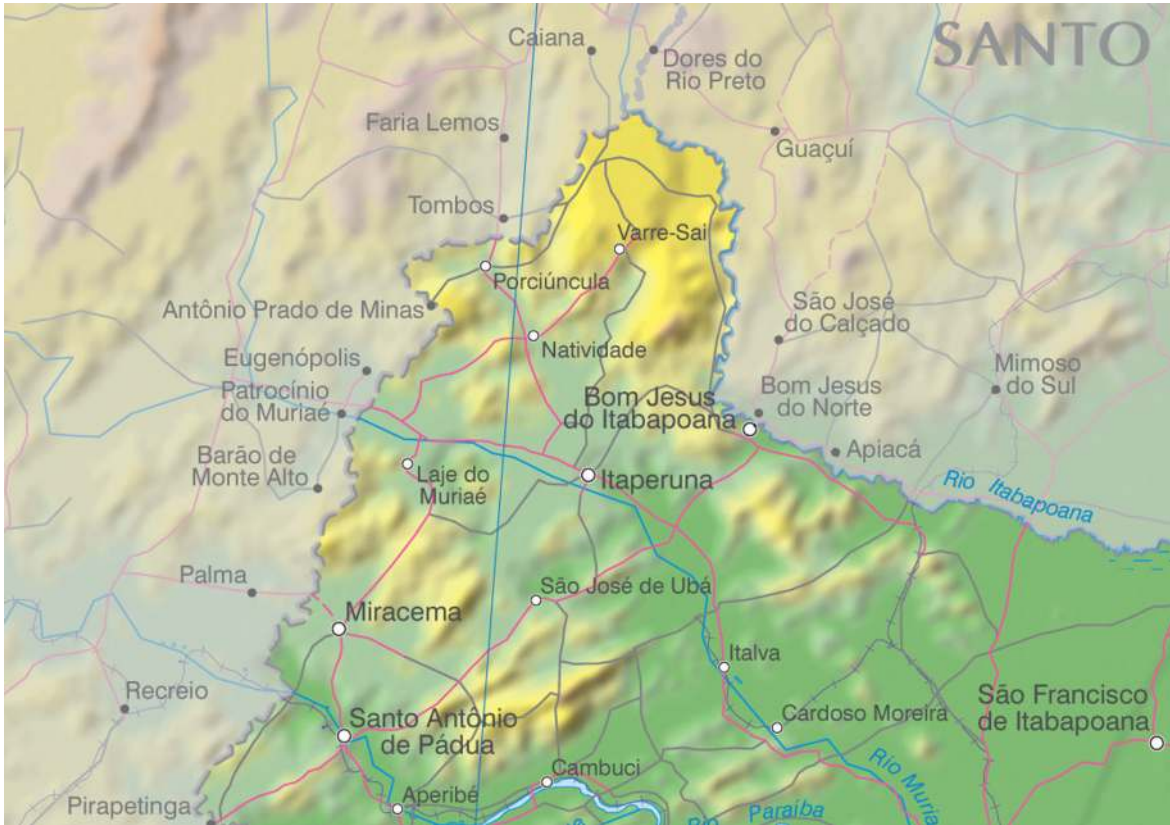 SANTO
Caiana
Dores do
Rio Preto
Faria Lemos
Guaçuí
Tombos
Varre-Sai
Porciúncula
Antônio Prado de Minas
São José
do Calçado
Natividade
Eugenópolis
Mimoso
do Sul
Patrocínio
do Muriaé
Bom Jesus
do Itabapoana
Bom Jesus
do Norte
Barão de
Monte Alto
Apiacá
Laje do
Muriaé
Itaperuna
Rio Itabapoana
Palma
São José de Ubá
Miracema
Italva
Recreio
São Francisco
de Itabapoana
Santo Antônio
de Pádua
Cardoso Moreira
Cambuci
Rio Muria
Pirapetinga
Aperibé
Rio Paraíba